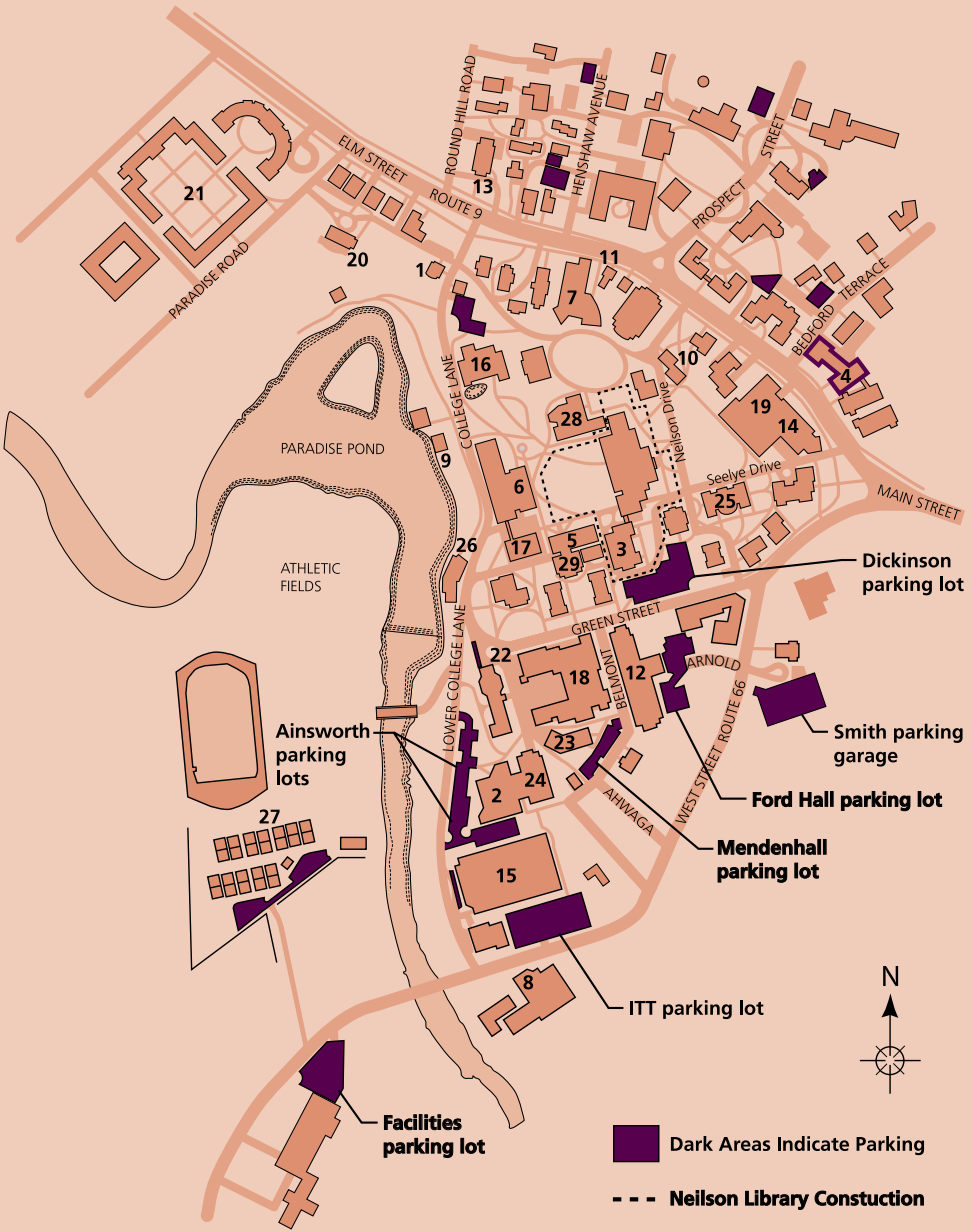 ROUND HILL ROAD
HENSHAW AVENUE
ELM STREET
ROUTE 9
PROSPECT
STREET
21
13
PARADISE ROAD
20
1
11
7
BEDFORD
TERRACE
16
10
4
COLLEGE LANE
28
Neilson Drive
19
14
PARADISE POND
9
6
Seelye Drive
25
MAIN STREET
26
17
5
29
3
ATHLETIC
FIELDS
Dickinson
parking lot
GREEN STREET
LOWER COLLEGE LANE
22
18
BELMONT
12
ARNOLD
WEST STREET ROUTE 66
Ainsworth
parking
lots
Smith parking
garage
23
24
2
AHWAGA
Ford Hall parking lot
27
Mendenhall
parking lot
15
8
ITT parking lot
N
Facilities
parking lot
Dark Areas Indicate Parking
Neilson Library Constuction